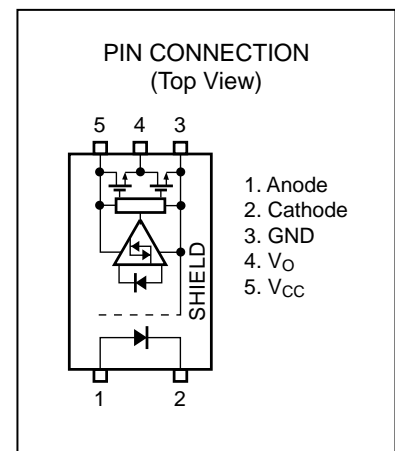 PIN CONNECTION
(Top View)
5 4 3
1. Anode
2. Cathode
3. GND
4. VO
5. VCC
SHIELD
1 2